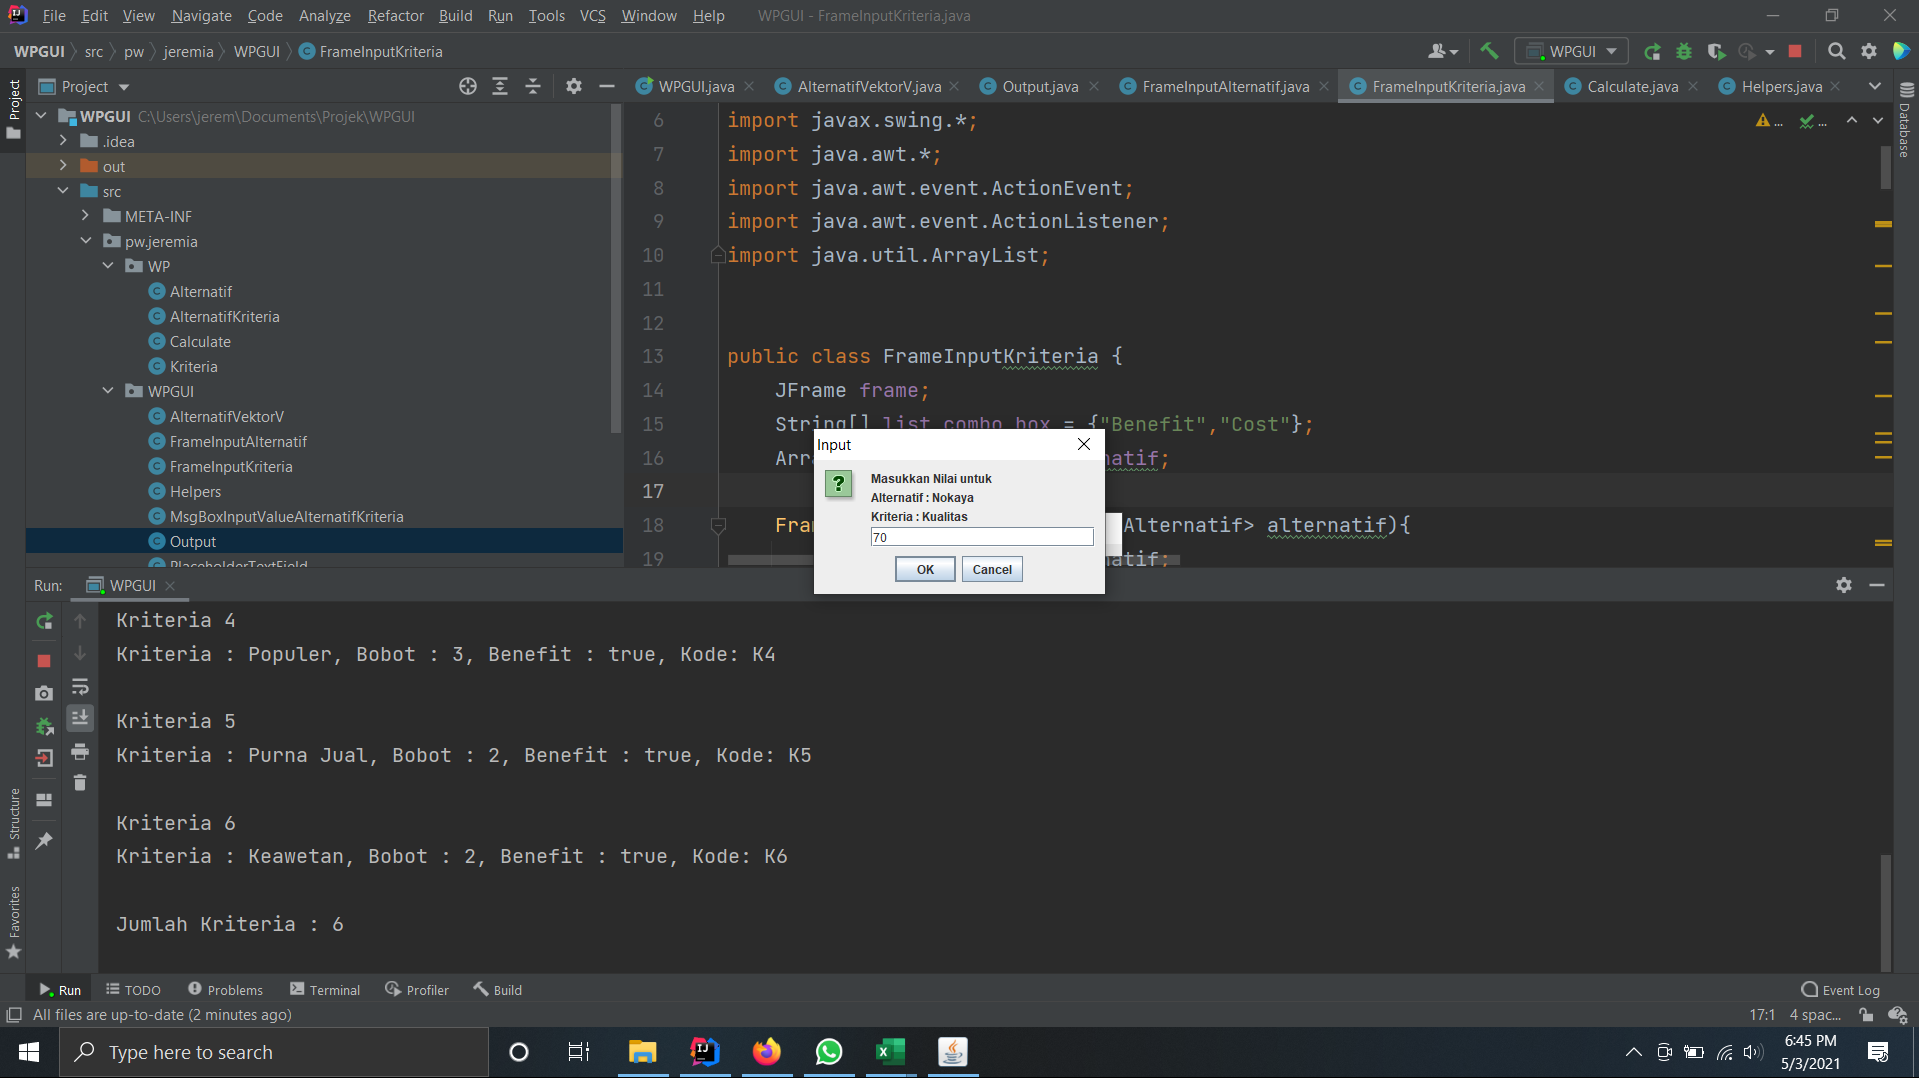 File Edit View Navigate Code Analyze Refactor Build Run Tools VCS Window Help WPGUI - FrameInputKriteria.java
WPGUI src pw jeremia WPGUI FrameInputKriteria WPGUI
Project
Project
WPGUI.java AlternatifVektorV.java Output.java FrameInputAlternatif.java FrameInputKriteria.java Calculate.java Helpers.java
Database
WPGUI C:\Users\jerem\Documents\Projek\WPGUI
.idea
out
src
META-INF
pw.jeremia
WP
Alternatif
AlternatifKriteria
Calculate
Kriteria
WPGUI
AlternatifVektorV
FrameInputAlternatif
FrameInputKriteria
Helpers
MsgBoxInputValueAlternatifKriteria
Output
PlaceholderTextField
6 import javax.swing.*;
7 import java.awt.*;
8 import java.awt.event.ActionEvent;
9 import java.awt.event.ActionListener;
10 import java.util.ArrayList;
11
12
13 public class FrameInputKriteria {
14 JFrame frame;
15 String[] list_combo_box = {"Benefit","Cost"};
16 Arr natif;
17
18 Fra Alternatif> alternatif){
19 natif;
Input
Masukkan Nilai untuk
Alternatif : Nokaya
Kriteria : Kualitas
70
OK Cancel
Run: WPGUI
Kriteria 4
Kriteria : Populer, Bobot : 3, Benefit : true, Kode: K4
Kriteria 5
Kriteria : Purna Jual, Bobot : 2, Benefit : true, Kode: K5
Kriteria 6
Kriteria : Keawetan, Bobot : 2, Benefit : true, Kode: K6
Jumlah Kriteria : 6
Structure
Favorites
Run TODO Problems Terminal Profiler Build Event Log
All files are up-to-date (2 minutes ago) 17:1 4 spac...
Type here to search
6:45 PM
5/3/2021